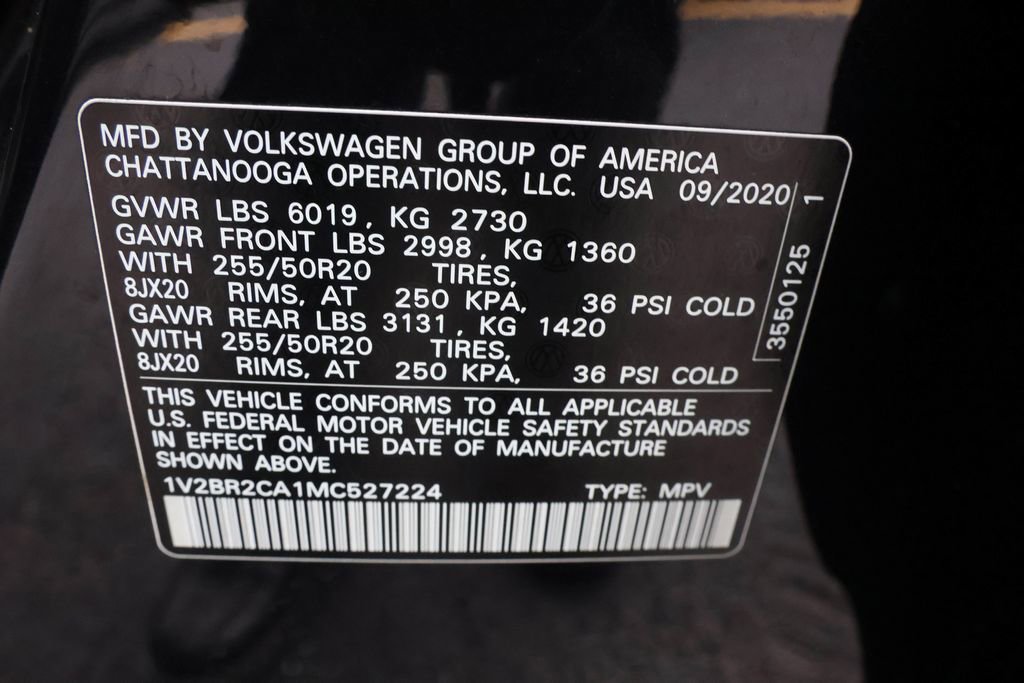 MFD BY VOLKSWAGEN GROUP OF AMERICA
CHATTANOOGA OPERATIONS, LLC. USA 09/2020
GVWR LBS 6019, KG 2730
GAWR FRONT LBS 2998, KG 1360
WITH 255/50R20 TIRES,
8JX20 RIMS, AT 250 KPA, 36 PSI COLD
GAWR REAR LBS 3131, KG 1420
WITH 255/50R20 TIRES,
8JX20 RIMS, AT 250 KPA, 36 PSI COLD
3550125 1
THIS VEHICLE CONFORMS TO ALL APPLICABLE
U.S. FEDERAL MOTOR VEHICLE SAFETY STANDARDS
IN EFFECT ON THE DATE OF MANUFACTURE
SHOWN ABOVE.
1V2BR2CA1MC527224 TYPE: MPV